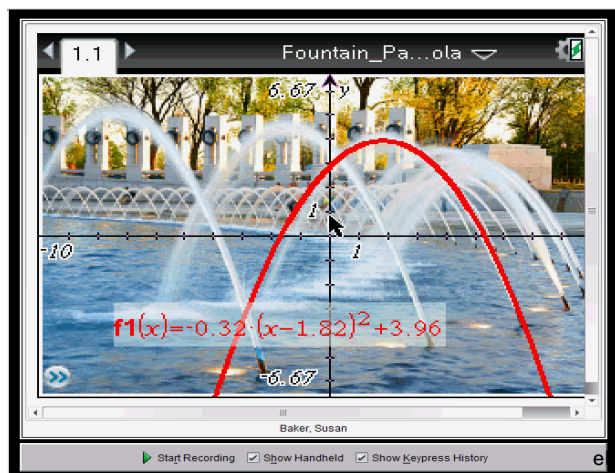 1.1 Fountain_Pa...ola
6.67 y
1
-10 1
f1(x)=-0.32·(x-1.82)²+3.96
-6.67
Baker, Susan
Start Recording Show Handheld Show Keypress History e